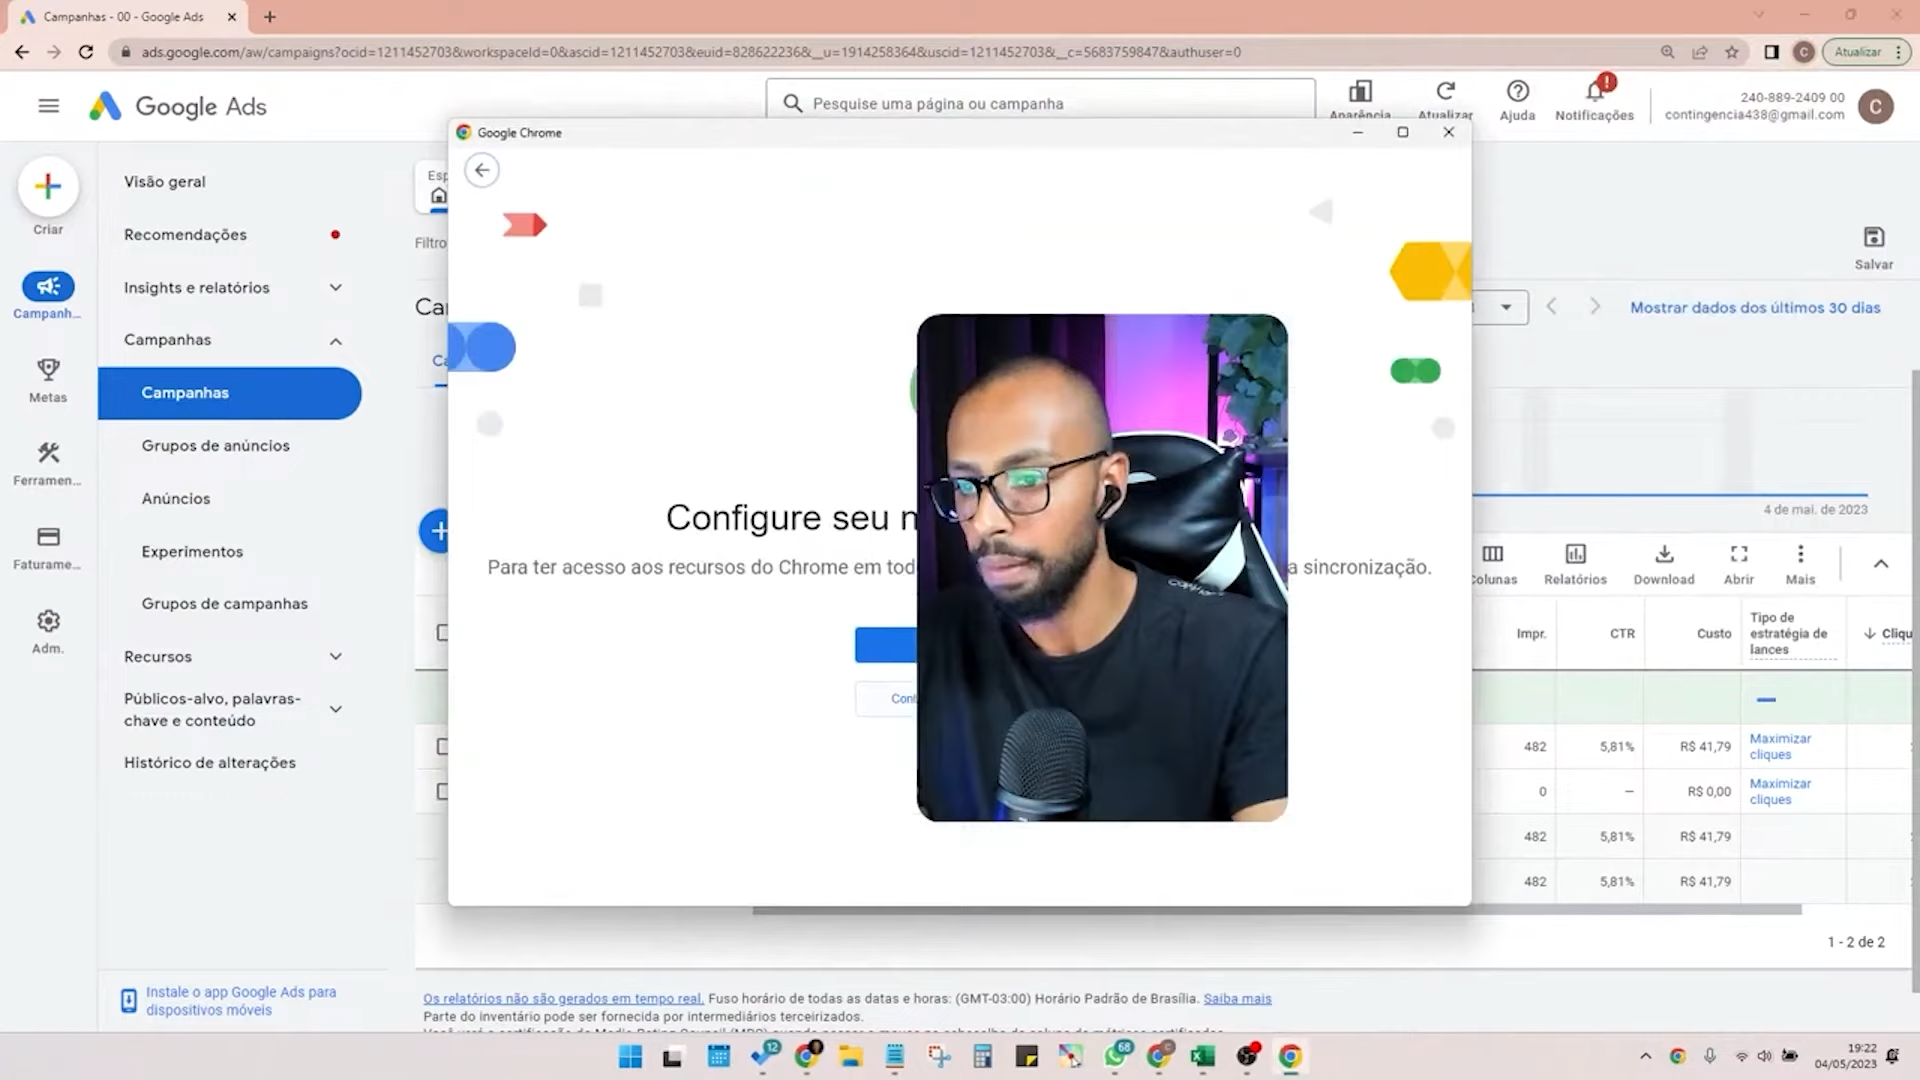 Campanhas - 00 - Google Ads
ads.google.com/aw/campaigns?ocid=1211452703&workspaceId=0&ascid=1211452703&euid=828622236&__u=1914258364&uscid=1211452703&__c=5683759847&authuser=0
C
Atualizar
Google Ads
Pesquise uma página ou campanha
Aparência
Atualizar
Ajuda
Notificações
240-889-2409 00
contingencia438@gmail.com
C
Google Chrome
Criar
Campanh...
Metas
Ferramen...
Faturame...
Adm.
Visão geral
Recomendações
Insights e relatórios
Campanhas
Campanhas
Grupos de anúncios
Anúncios
Experimentos
Grupos de campanhas
Recursos
Públicos-alvo, palavras-
chave e conteúdo
Histórico de alterações
Instale o app Google Ads para
dispositivos móveis
Esp
Filtro
Ca
Configure seu
Para ter acesso aos recursos do Chrome em tod
a sincronização.
Cont
Salvar
Mostrar dados dos últimos 30 dias
4 de mai. de 2023
Colunas
Relatórios
Download
Abrir
Mais
Impr.
CTR
Custo
Tipo de
estratégia de
lances
Cliqu
482
5,81%
R$ 41,79
Maximizar
cliques
0
–
R$ 0,00
Maximizar
cliques
482
5,81%
R$ 41,79
482
5,81%
R$ 41,79
1 - 2 de 2
Os relatórios não são gerados em tempo real. Fuso horário de todas as datas e horas: (GMT-03:00) Horário Padrão de Brasília. Saiba mais
Parte do inventário pode ser fornecida por intermediários terceirizados.
12
68
19:22
04/05/2023